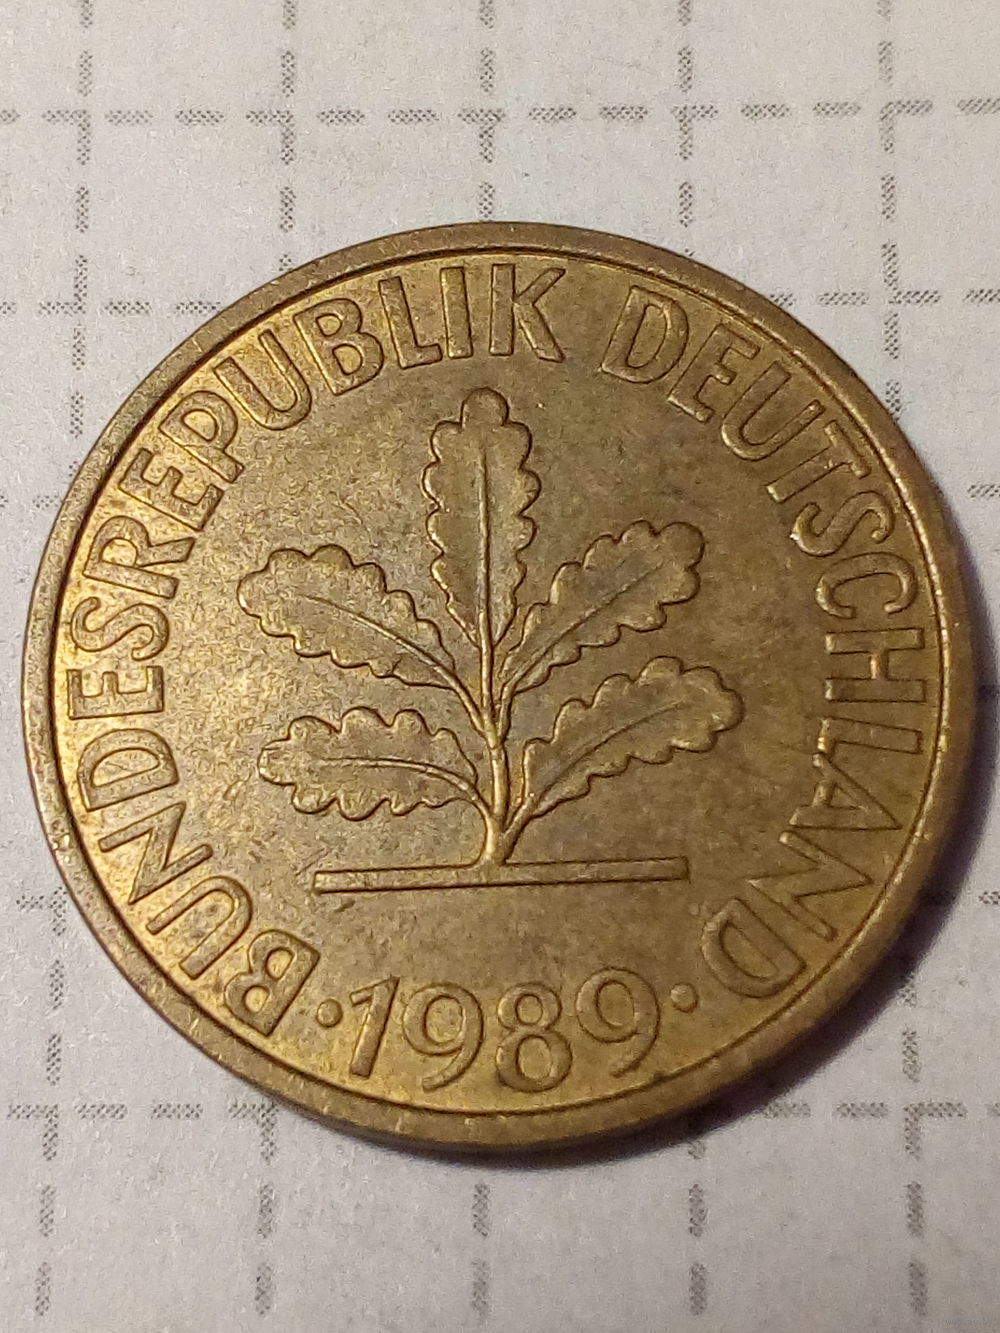 BUNDESREPUBLIK DEUTSCHLAND
·1989·